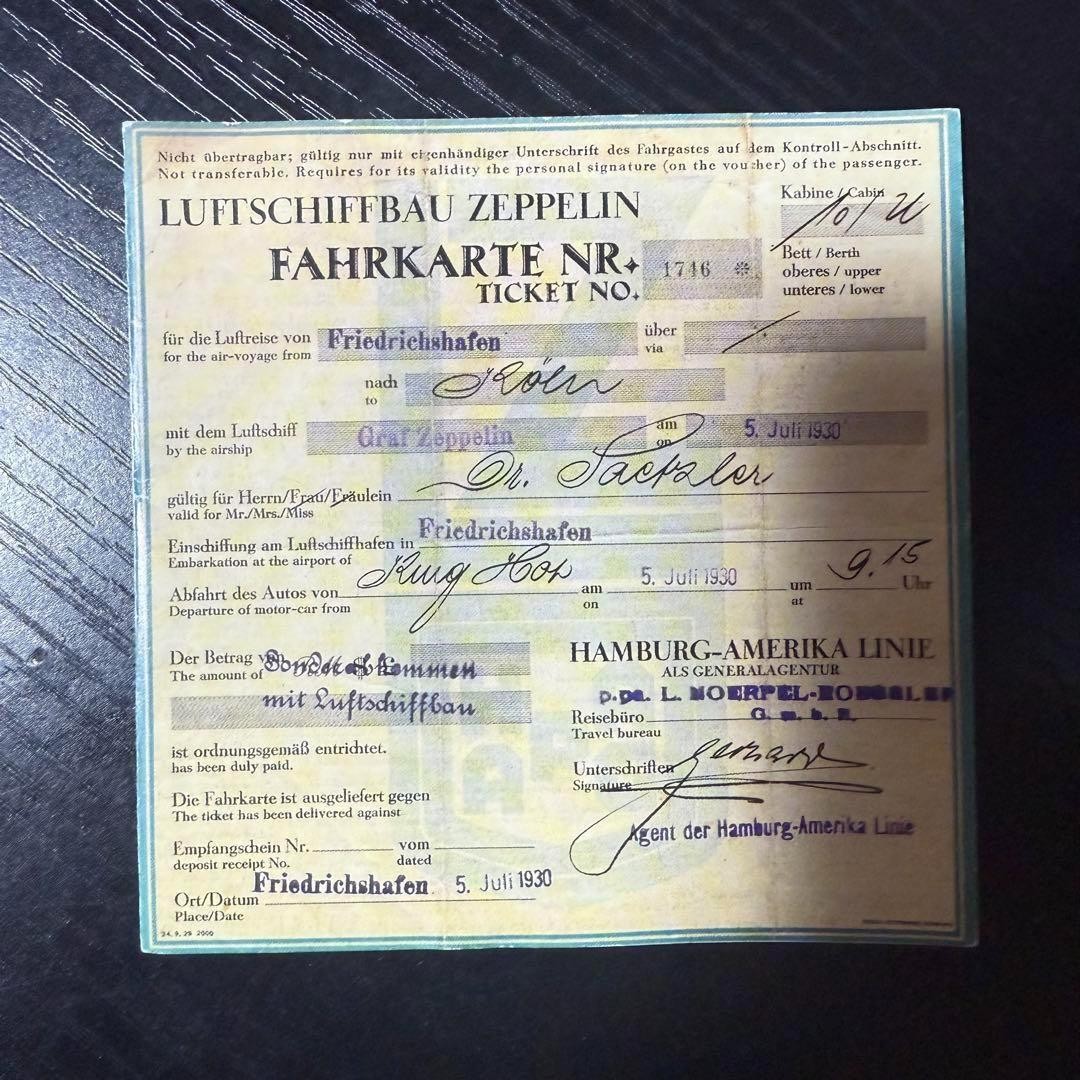 Nicht übertragbar; gültig nur mit eigenhändiger Unterschrift des Fahrgastes auf dem Kontroll-Abschnitt.
Not transferable. Requires for its validity the personal signature (on the voucher) of the passenger.
LUFTSCHIFFBAU ZEPPELIN
Kabine / Cabin
10/
FAHRKARTE NR.
TICKET NO.
1746
Bett / Berth
oberes / upper
unteres / lower
für die Luftreise von Friedrichshafen über
for the air-voyage from via
nach Köln
to
mit dem Luftschiff Graf Zeppelin am 5. Juli 1930
by the airship on
gültig für Herrn/Frau/Fräulein Dr.
valid for Mr./Mrs./Miss
Einschiffung am Luftschiffhafen in Friedrichshafen
Embarkation at the airport of
Abfahrt des Autos von am 5. Juli 1930 um 9.15 Uhr
Departure of motor-car from on at
Der Betrag von Sonderabkommen
The amount of
mit Luftschiffbau
ist ordnungsgemäß entrichtet.
has been duly paid.
Die Fahrkarte ist ausgeliefert gegen
The ticket has been delivered against
Empfangschein Nr. vom
deposit receipt No. dated
Ort/Datum Friedrichshafen 5. Juli 1930
Place/Date
24. 9. 29 2000
HAMBURG-AMERIKA LINIE
ALS GENERALAGENTUR
p.pa. L.
Reisebüro G. m. b. H.
Travel bureau
Unterschriften
Signature
Agent der Hamburg-Amerika Linie